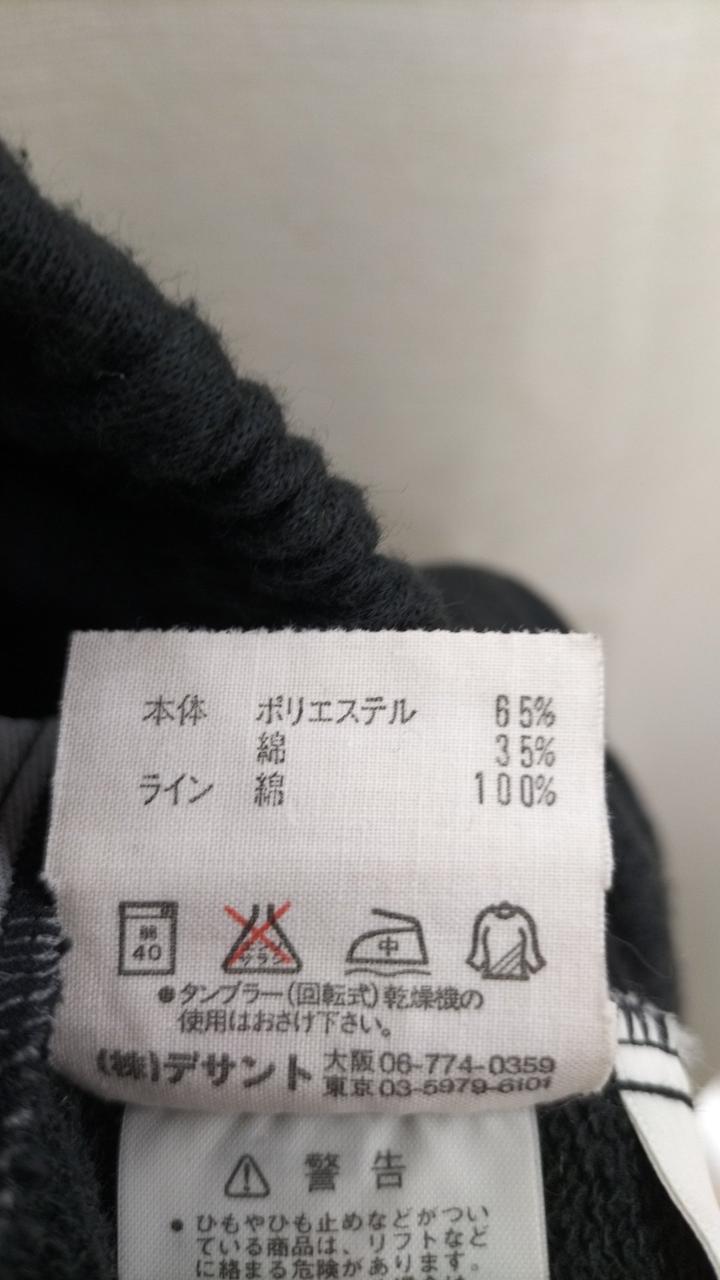 本体 ポリエステル 65%
綿 35%
ライン 綿 100%
弱 40
中
●タンブラー(回転式)乾燥機の
使用はおさけ下さい。
(株)デサント 大阪06-774-0359
東京03-5979-6101
警告
●ひもやひも止めなどがつい
ている商品は、リフトなど
に絡まる危険があります。